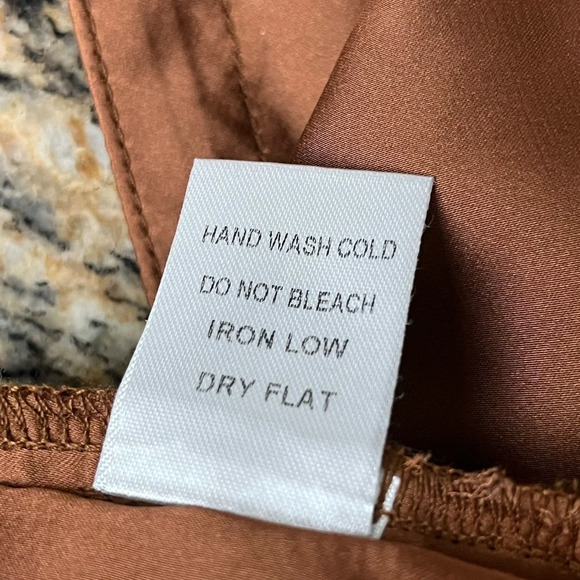 HAND WASH COLD
DO NOT BLEACH
IRON LOW
DRY FLAT